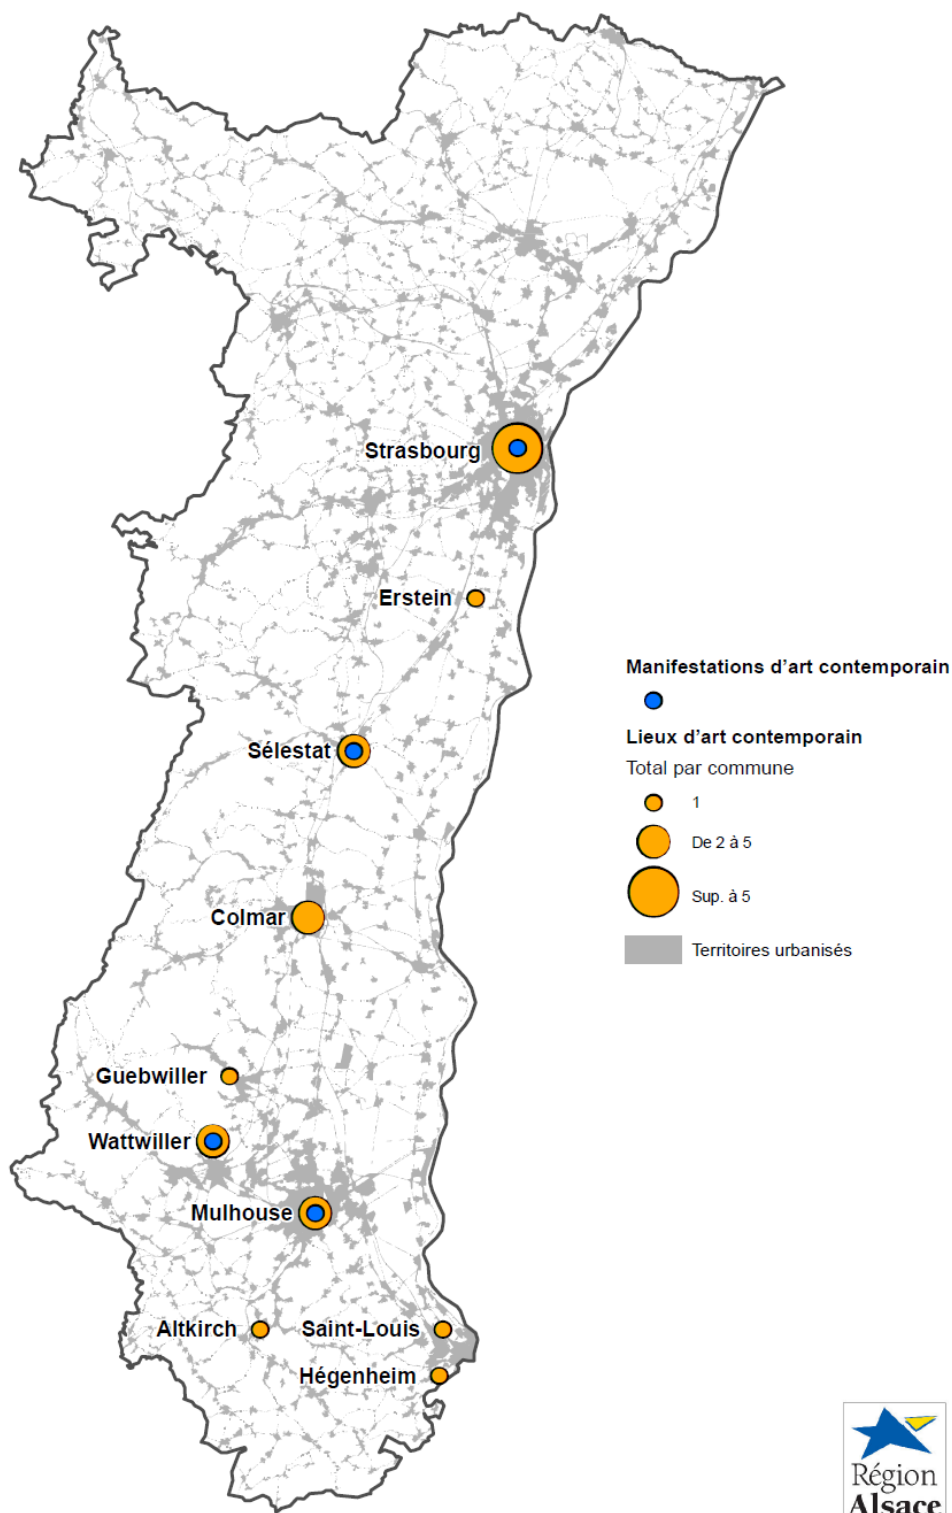 Strasbourg
Erstein
Manifestations d'art contemporain
Lieux d'art contemporain
Total par commune
1
De 2 à 5
Sup. à 5
Territoires urbanisés
Sélestat
Colmar
Guebwiller
Wattwiller
Mulhouse
Altkirch
Saint-Louis
Hégenheim
Région
Alsace